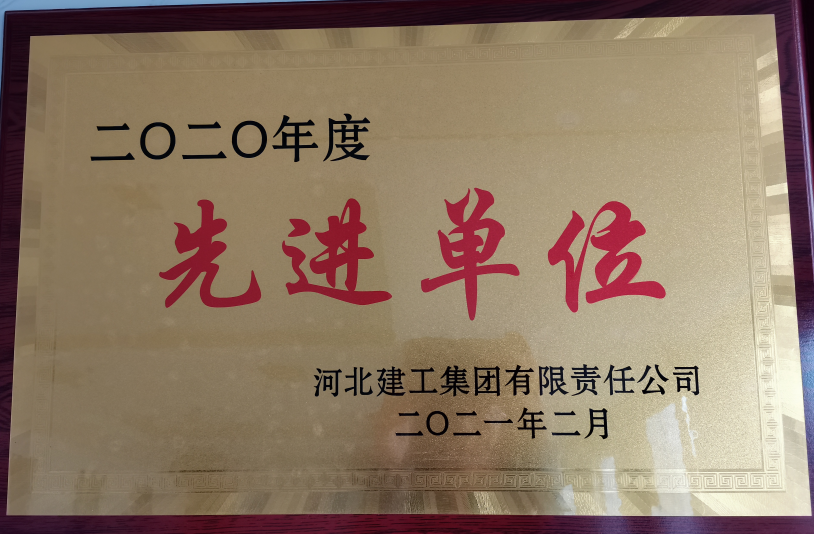 二〇二〇年度
先进单位
河北建工集团有限责任公司
二〇二一年二月